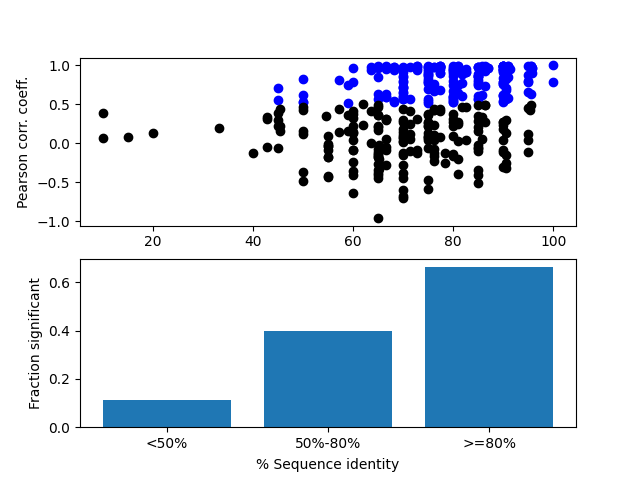 Pearson corr. coeff.
1.0
0.5
0.0
−0.5
−1.0
20 40 60 80 100
Fraction significant
0.6
0.4
0.2
0.0
<50% 50%-80% >=80%
% Sequence identity